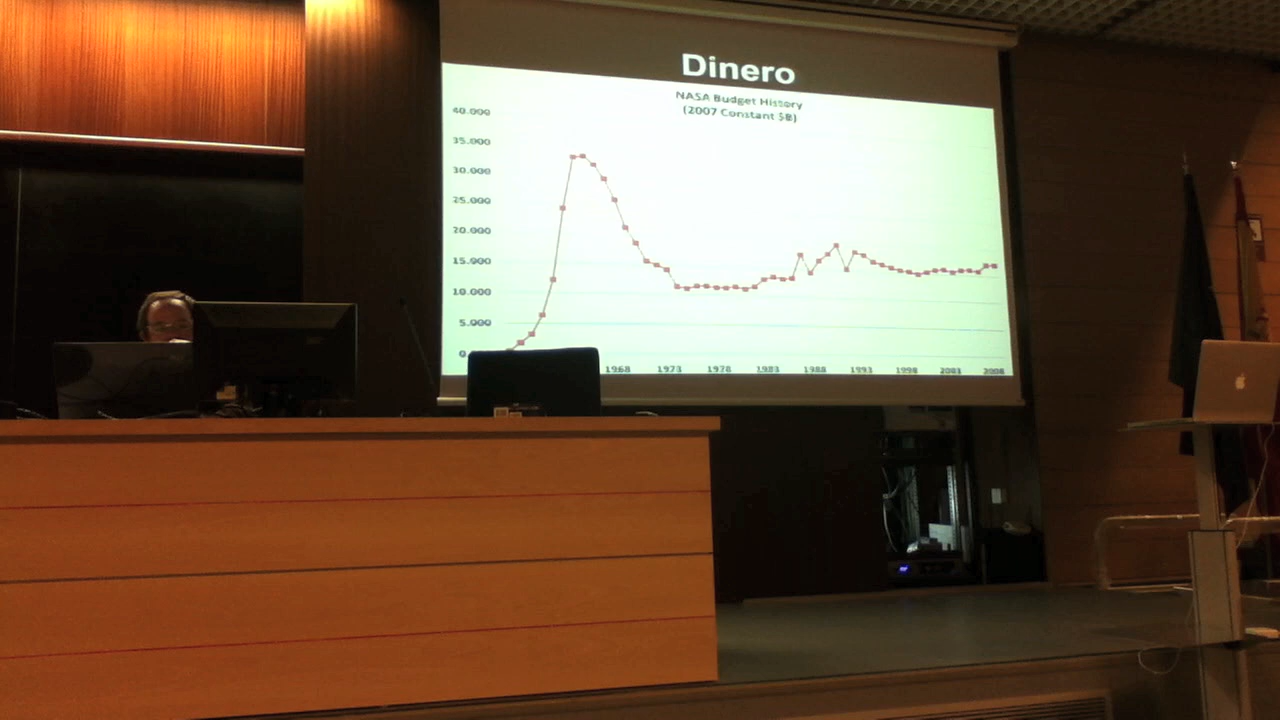 Dinero
NASA Budget History
(2007 Constant $B)
40.000
35.000
30.000
25.000
20.000
15.000
10.000
5.000
0
1968 1973 1978 1983 1988 1993 1998 2003 2008